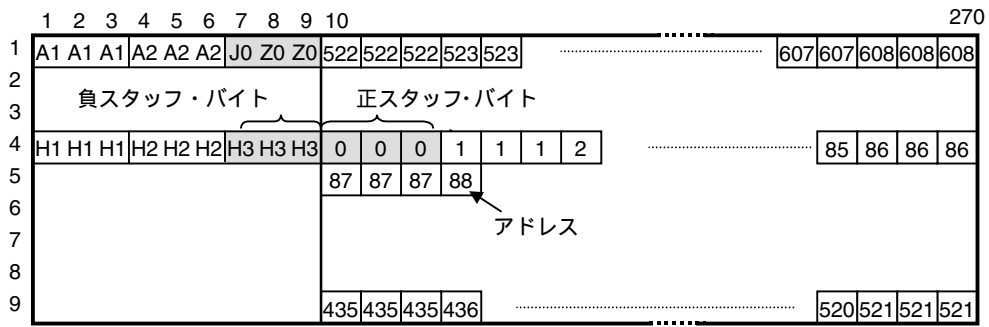 1 2 3 4 5 6 7 8 9 10 270
1 A1 A1 A1 A2 A2 A2 J0 Z0 Z0 522 522 522 523 523 607 607 608 608 608
2
負スタッフ・バイト 正スタッフ・バイト
3
4 H1 H1 H1 H2 H2 H2 H3 H3 H3 0 0 0 1 1 1 2 85 86 86 86
5 87 87 87 88
6
アドレス
7
8
9 435 435 435 436 520 521 521 521